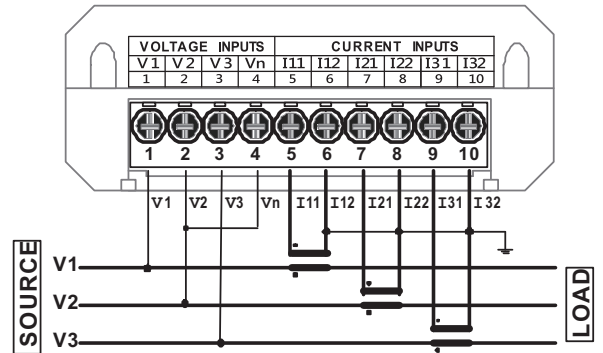 VOLTAGE INPUTS CURRENT INPUTS
V1 V2 V3 Vn I11 I12 I21 I22 I31 I32
1 2 3 4 5 6 7 8 9 10
1 2 3 4 5 6 7 8 9 10
V1 V2 V3 Vn I11 I12 I21 I22 I31 I32
SOURCE
V1
V2
V3
LOAD